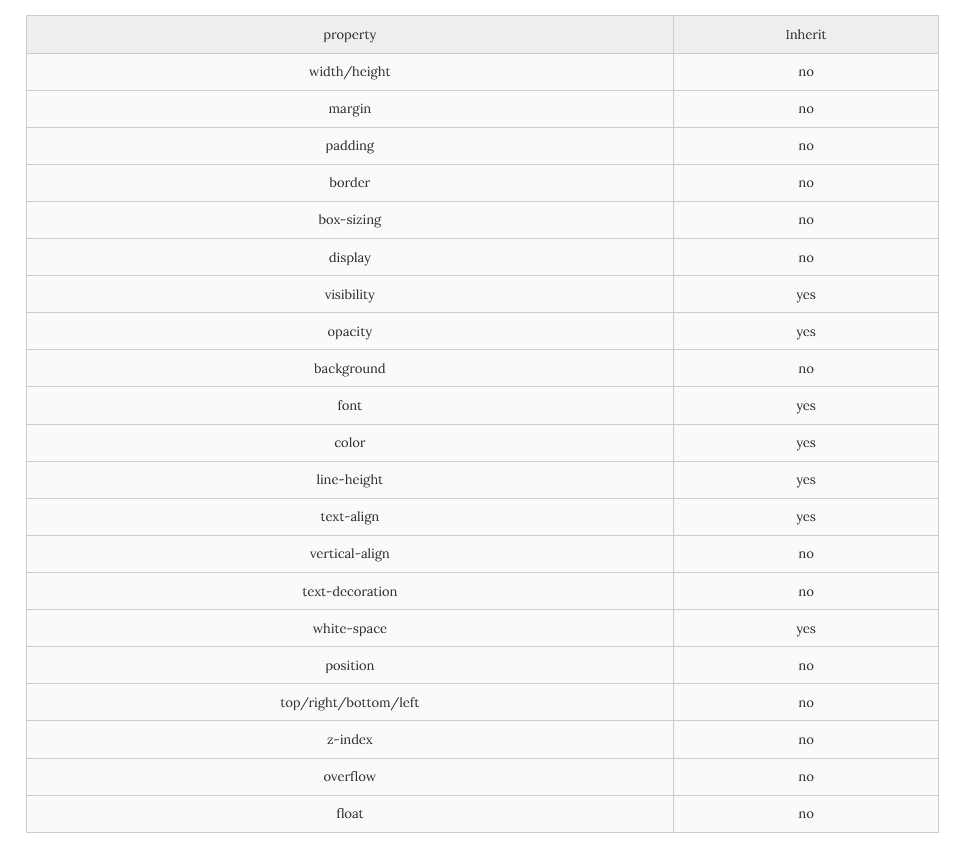 property Inherit
width/height no
margin no
padding no
border no
box-sizing no
display no
visibility yes
opacity yes
background no
font yes
color yes
line-height yes
text-align yes
vertical-align no
text-decoration no
white-space yes
position no
top/right/bottom/left no
z-index no
overflow no
float no